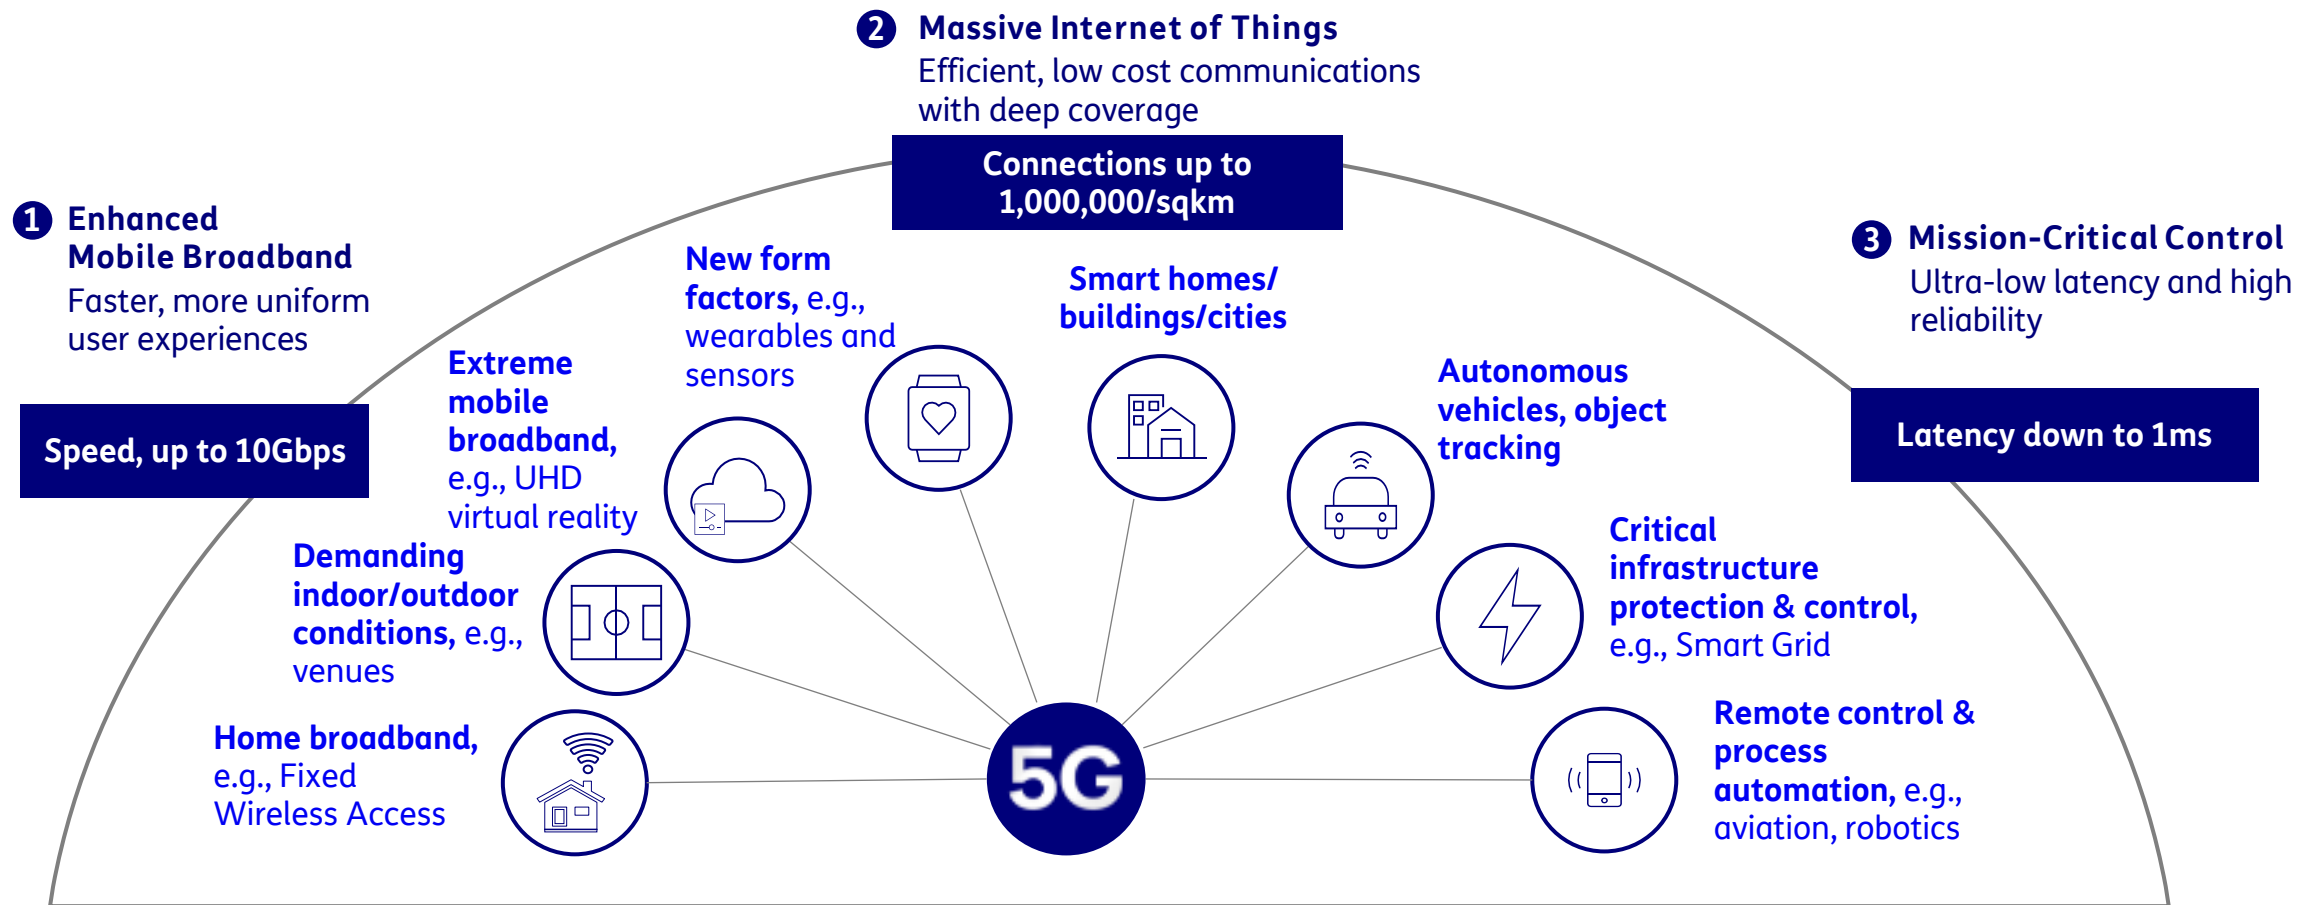 2 Massive Internet of Things
Efficient, low cost communications
with deep coverage
Connections up to
1,000,000/sqkm
1 Enhanced
Mobile Broadband
Faster, more uniform
user experiences
Speed, up to 10Gbps
3 Mission-Critical Control
Ultra-low latency and high
reliability
Latency down to 1ms
New form
factors, e.g.,
wearables and
sensors
Smart homes/
buildings/cities
Extreme
mobile
broadband,
e.g., UHD
virtual reality
Autonomous
vehicles, object
tracking
Demanding
indoor/outdoor
conditions, e.g.,
venues
Critical
infrastructure
protection & control,
e.g., Smart Grid
Home broadband,
e.g., Fixed
Wireless Access
5G
Remote control &
process
automation, e.g.,
aviation, robotics